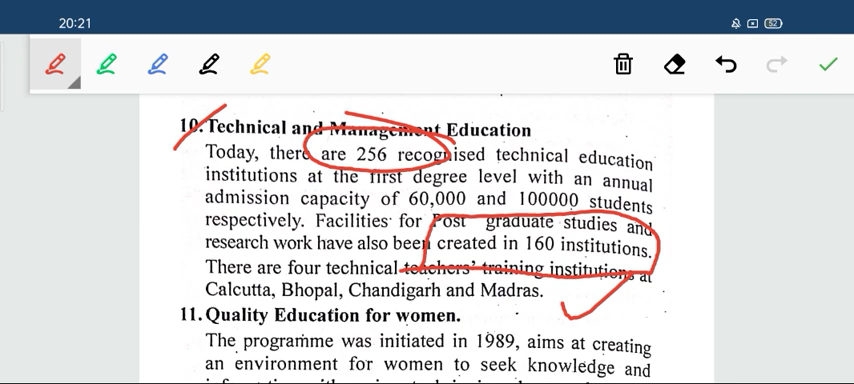 20:21
52
10. Technical and Management Education
Today, there are 256 recognised technical education
institutions at the first degree level with an annual
admission capacity of 60,000 and 100000 students
respectively. Facilities for Post graduate studies and
research work have also been created in 160 institutions.
There are four technical teachers' training institutions at
Calcutta, Bhopal, Chandigarh and Madras.
11. Quality Education for women.
The programme was initiated in 1989, aims at creating
an environment for women to seek knowledge and